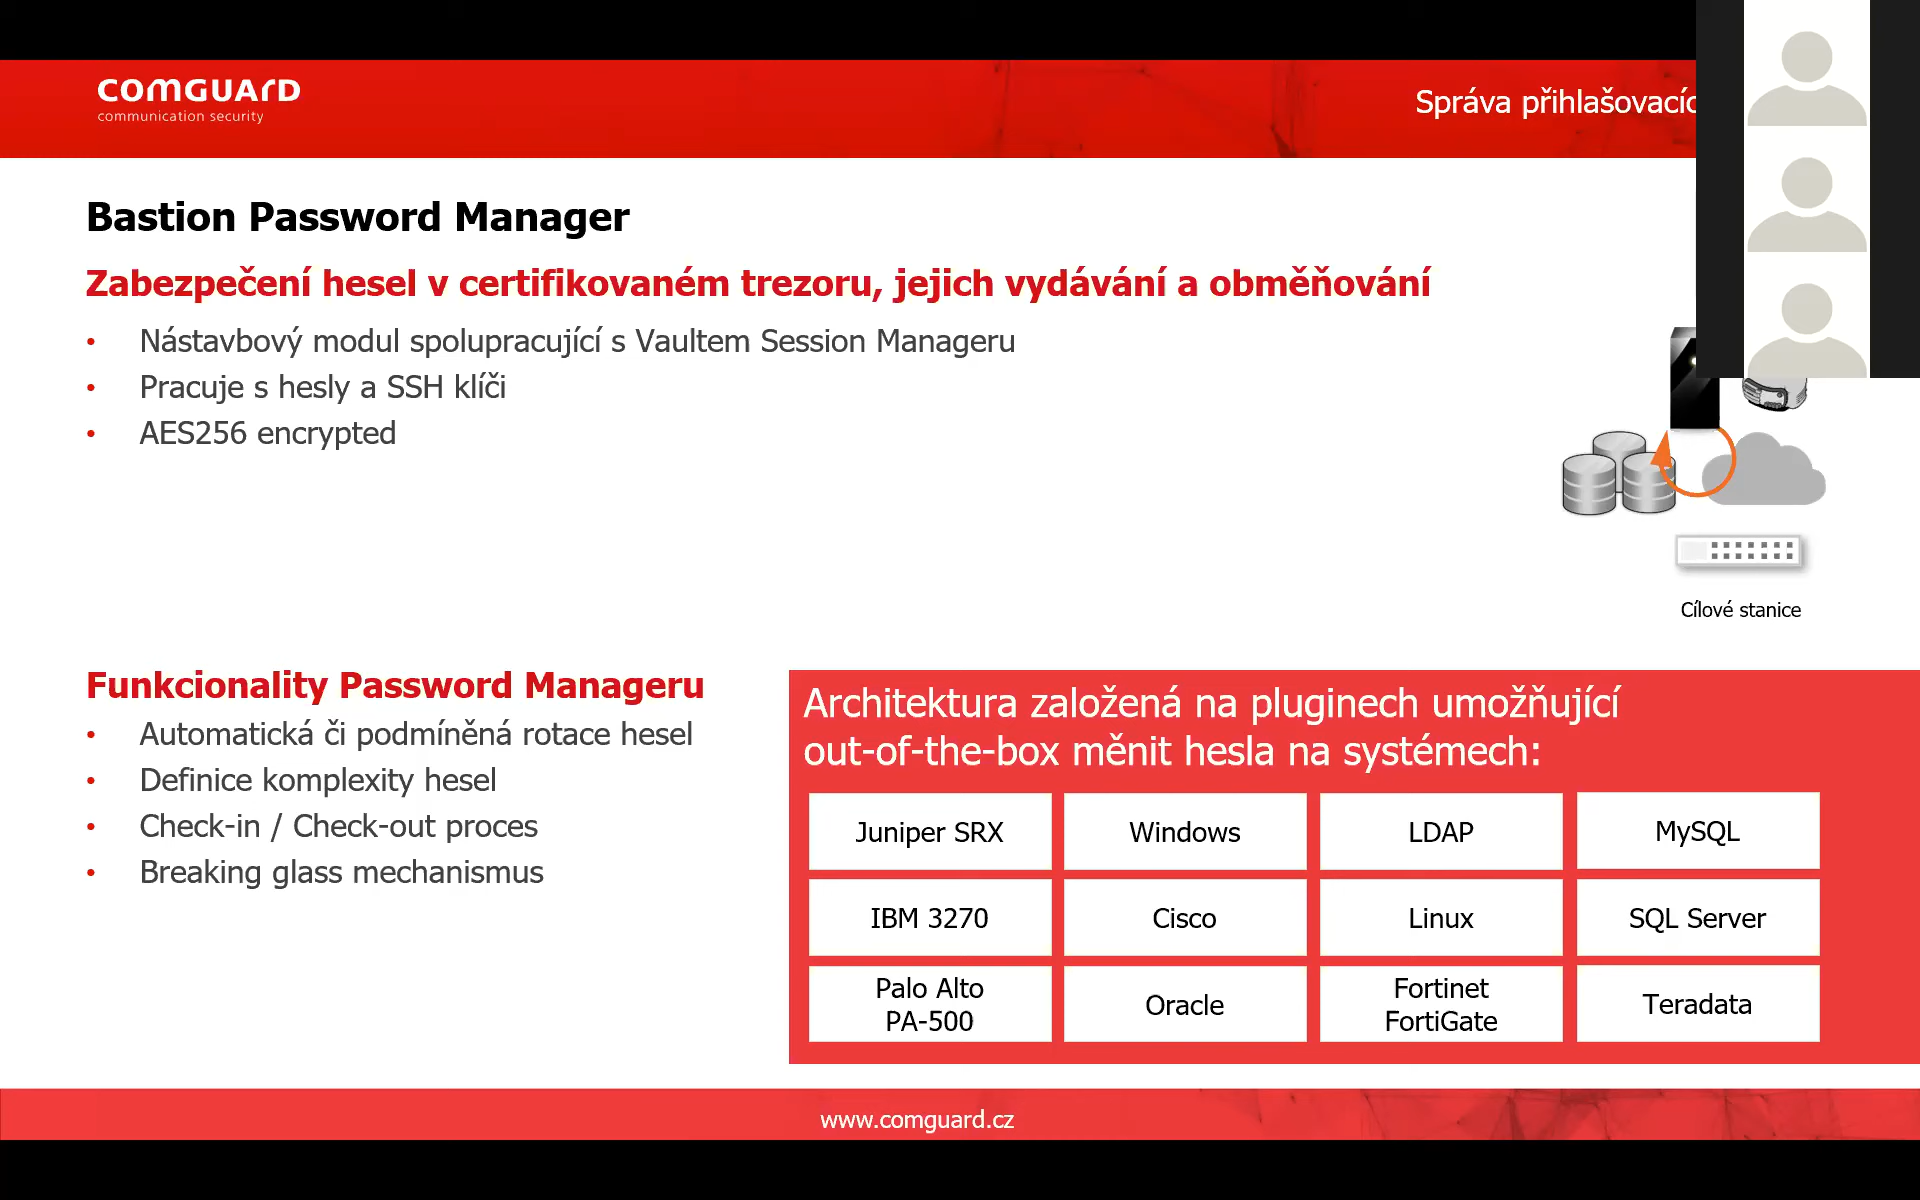 COMGUARD
communication security
Správa
Bastion Password Manager
Zabezpečení hesel v certifikovaném trezoru, jejich vydávání a obměňování
• Nástavbový modul spolupracující s Vaultem Session Manageru
• Pracuje s hesly a SSH klíči
• AES256 encrypted
Cílové stanice
Funkcionality Password Manageru
• Automatická či podmíněná rotace hesel
• Definice komplexity hesel
• Check-in / Check-out proces
• Breaking glass mechanismus
Architektura založená na pluginech umožňující
out-of-the-box měnit hesla na systémech:
Juniper SRX Windows LDAP MySQL
IBM 3270 Cisco Linux SQL Server
Palo Alto
PA-500
Oracle
Fortinet
FortiGate
Teradata
www.comguard.cz